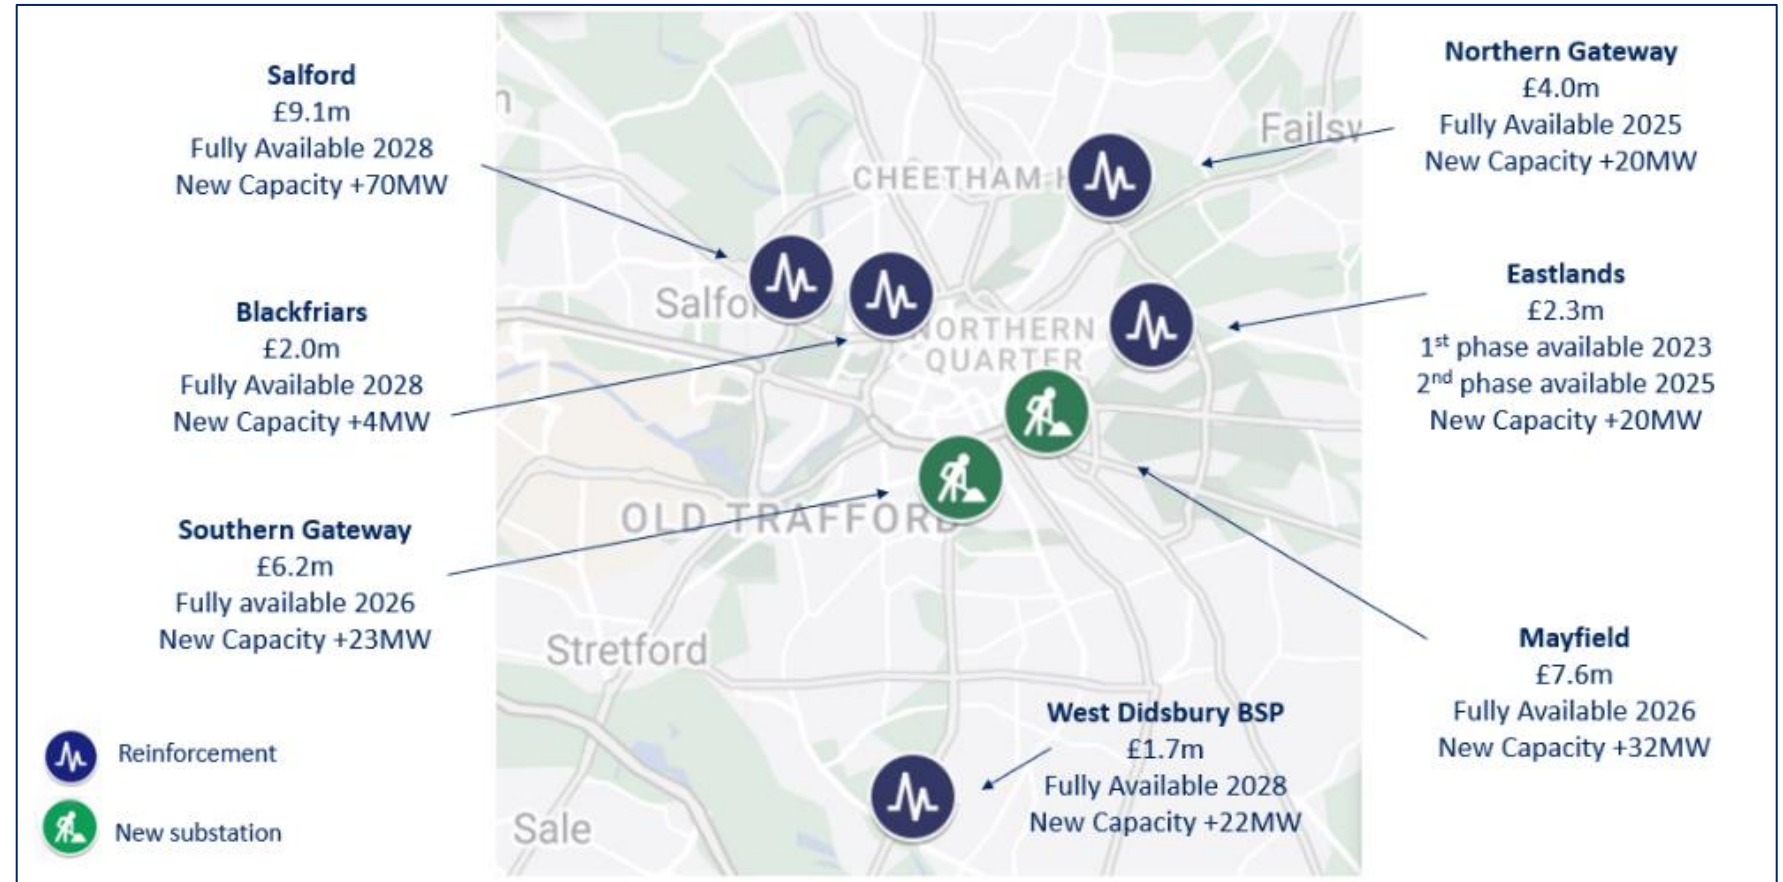 Salford
£9.1m
Fully Available 2028
New Capacity +70MW
Blackfriars
£2.0m
Fully Available 2028
New Capacity +4MW
Southern Gateway
£6.2m
Fully available 2026
New Capacity +23MW
Reinforcement
New substation
CHEETHAM H
Failsw
Salfo
NORTHERN
QUARTER
OLD TRAFFORD
Stretford
Sale
West Didsbury BSP
£1.7m
Fully Available 2028
New Capacity +22MW
Northern Gateway
£4.0m
Fully Available 2025
New Capacity +20MW
Eastlands
£2.3m
1st phase available 2023
2nd phase available 2025
New Capacity +20MW
Mayfield
£7.6m
Fully Available 2026
New Capacity +32MW